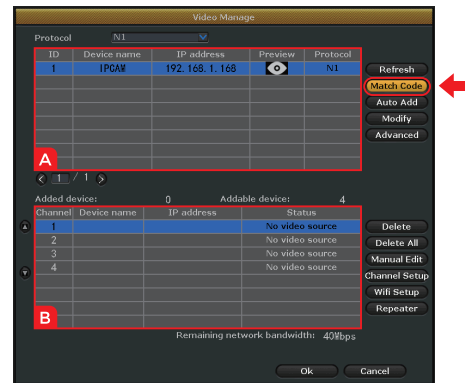 Video Manage
Protocol N1
ID Device name IP address Preview Protocol
1 IPCAM 192.168.1.168 N1
Refresh
Match Code
Auto Add
Modify
Advanced
A
1 / 1
Added device: 0 Addable device: 4
Channel Device name IP address Status
1 No video source
2 No video source
3 No video source
4 No video source
Delete
Delete All
Manual Edit
Channel Setup
Wifi Setup
Repeater
B
Remaining network bandwidth: 40Mbps
Ok Cancel